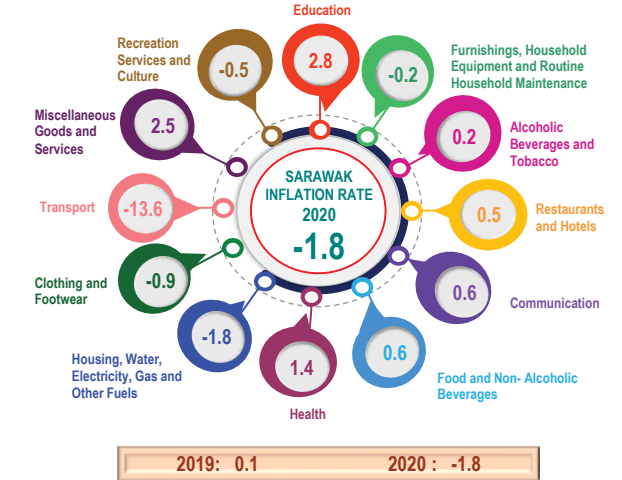 Education
2.8
Recreation
Services and
Culture
-0.5
Furnishings, Household
Equipment and Routine
Household Maintenance
-0.2
Miscellaneous
Goods and
Services
2.5
Alcoholic
Beverages and
Tobacco
0.2
SARAWAK
INFLATION RATE
2020
-1.8
Transport
-13.6
Restaurants
and Hotels
0.5
Clothing and
Footwear
-0.9
Communication
0.6
Housing, Water,
Electricity, Gas and
Other Fuels
-1.8
Health
1.4
Food and Non- Alcoholic
Beverages
0.6
2019: 0.1 2020 : -1.8